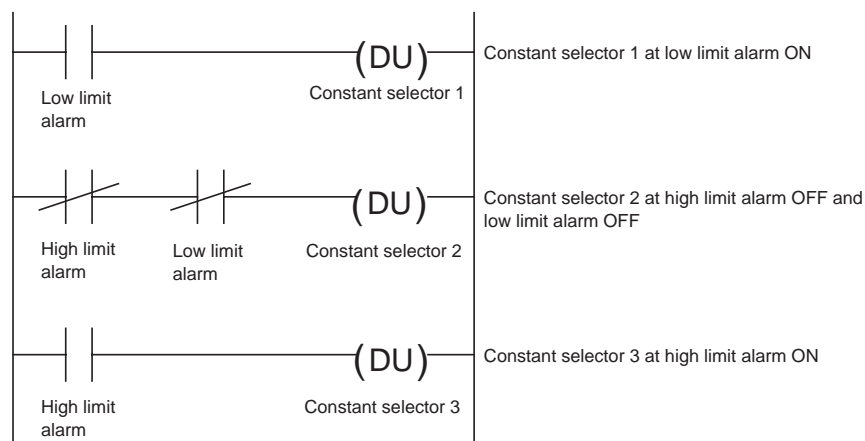 (DU)
Constant selector 1 at low limit alarm ON
Low limit
alarm
Constant selector 1
(DU)
Constant selector 2 at high limit alarm OFF and
low limit alarm OFF
High limit
alarm
Low limit
alarm
Constant selector 2
(DU)
Constant selector 3 at high limit alarm ON
High limit
alarm
Constant selector 3